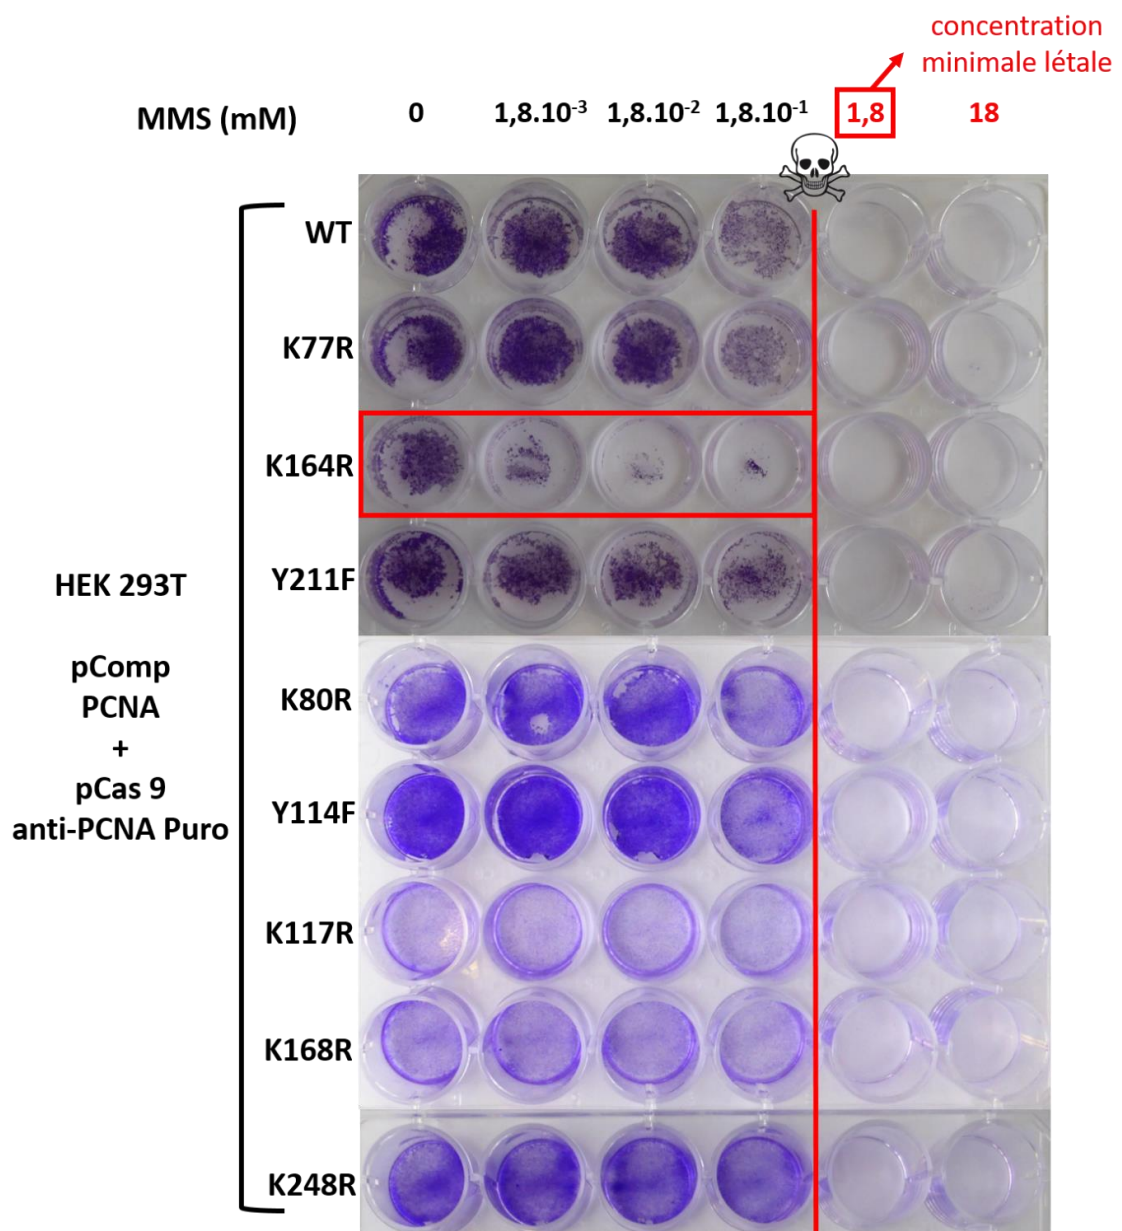 concentration
minimale létale
MMS (mM)
0
1,8.10-3
1,8.10-2
1,8.10-1
1,8
18
WT
K77R
K164R
Y211F
K80R
Y114F
K117R
K168R
K248R
HEK 293T
pComp
PCNA
+
pCas 9
anti-PCNA Puro